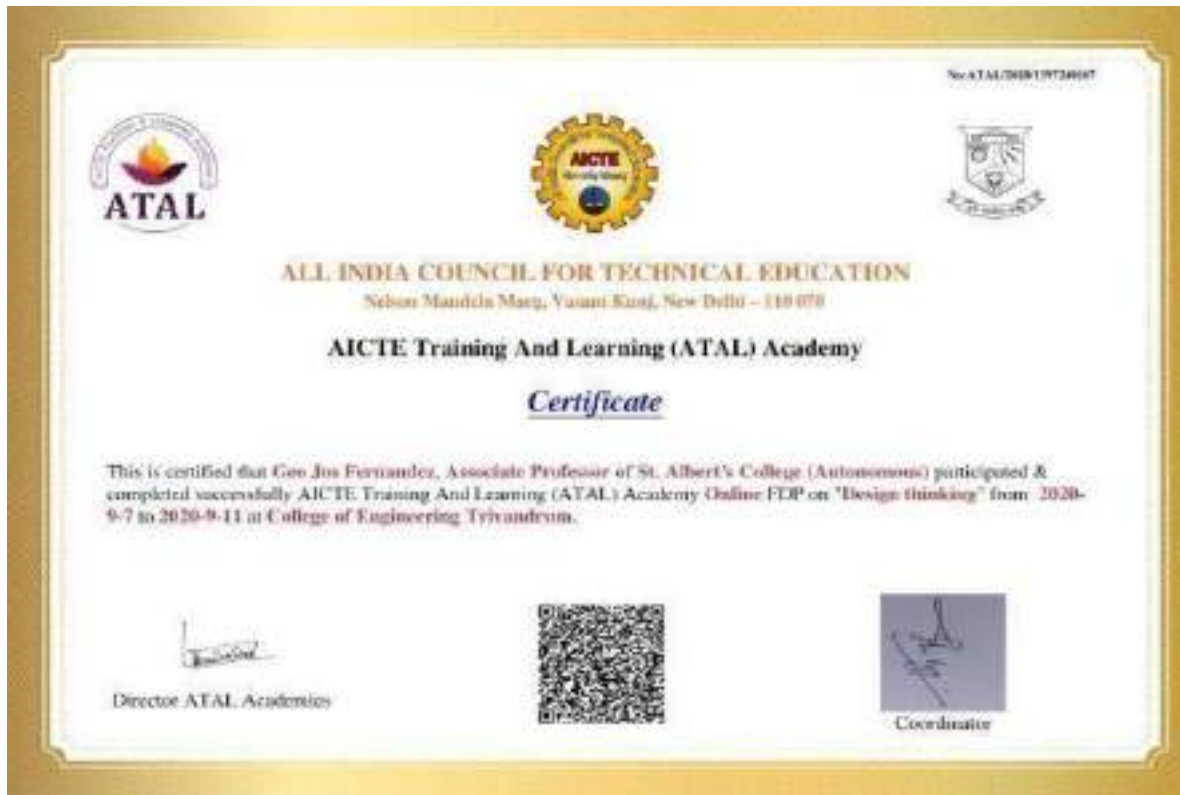 ATAL
AICTE
ALL INDIA COUNCIL FOR TECHNICAL EDUCATION
Nelson Mandela Marg, Vasant Kunj, New Delhi – 110 070
AICTE Training And Learning (ATAL) Academy
Certificate
This is certified that Geo Jos Fernandez, Associate Professor of St. Albert's College (Autonomous) participated &
completed successfully AICTE Training And Learning (ATAL) Academy Online FDP on "Design thinking" from 2020-
9-7 to 2020-9-11 at College of Engineering Trivandrum.
Director ATAL Academies
Coordinator